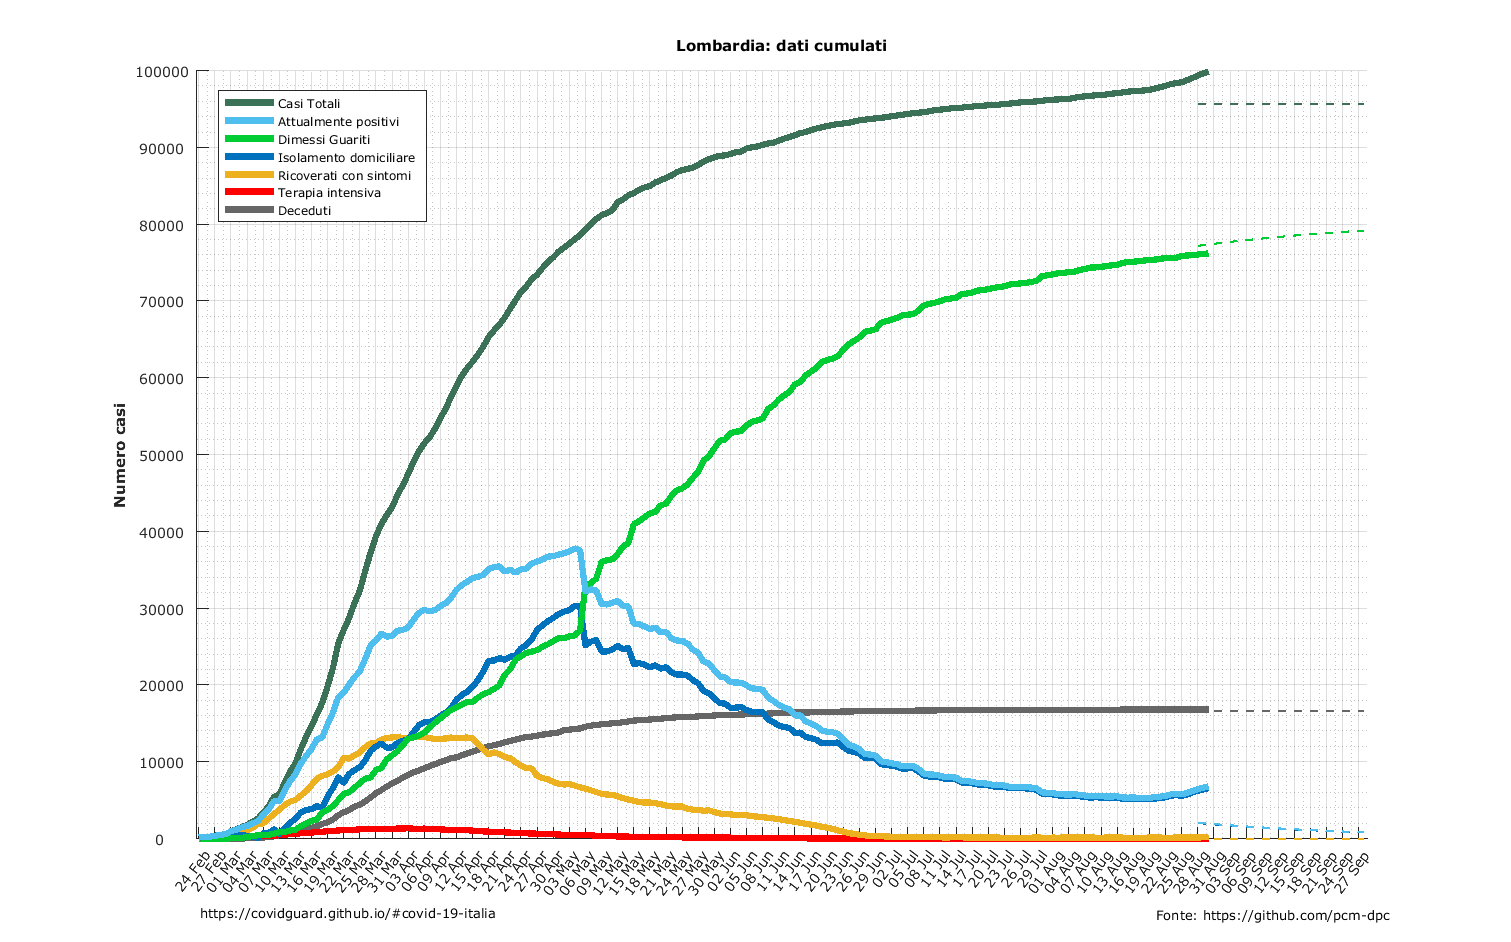 Lombardia: dati cumulati
100000
90000
80000
70000
60000
50000
40000
30000
20000
10000
0
Numero casi
Casi Totali
Attualmente positivi
Dimessi Guariti
Isolamento domiciliare
Ricoverati con sintomi
Terapia intensiva
Deceduti
24 Feb
27 Feb
01 Mar
04 Mar
07 Mar
10 Mar
13 Mar
16 Mar
19 Mar
22 Mar
25 Mar
28 Mar
31 Mar
03 Apr
06 Apr
09 Apr
12 Apr
15 Apr
18 Apr
21 Apr
24 Apr
27 Apr
30 Apr
03 May
06 May
09 May
12 May
15 May
18 May
21 May
24 May
27 May
30 May
02 Jun
05 Jun
08 Jun
11 Jun
14 Jun
17 Jun
20 Jun
23 Jun
26 Jun
29 Jun
02 Jul
05 Jul
08 Jul
11 Jul
14 Jul
17 Jul
20 Jul
23 Jul
26 Jul
29 Jul
01 Aug
04 Aug
07 Aug
10 Aug
13 Aug
16 Aug
19 Aug
22 Aug
25 Aug
28 Aug
31 Aug
03 Sep
06 Sep
09 Sep
12 Sep
15 Sep
18 Sep
21 Sep
24 Sep
27 Sep
https://covidguard.github.io/#covid-19-italia
Fonte: https://github.com/pcm-dpc